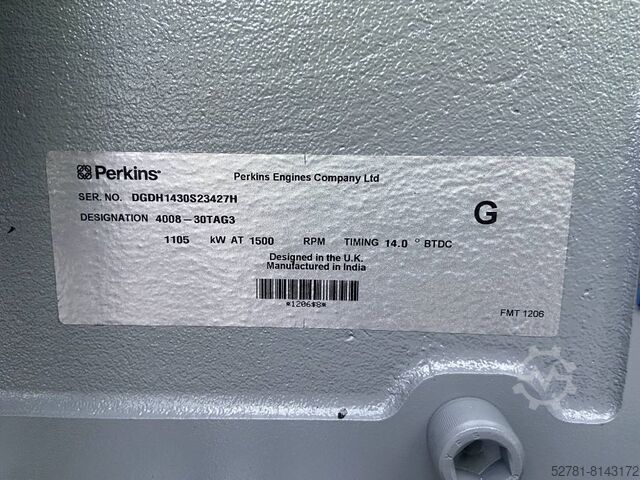 Perkins®
Perkins Engines Company Ltd
SER. NO. DGDH1430S23427H
DESIGNATION 4008-30TAG3
G
1105 kW AT 1500 RPM TIMING 14.0 ° BTDC
Designed in the U.K.
Manufactured in India
*1206#8*
FMT 1206
52781-8143172